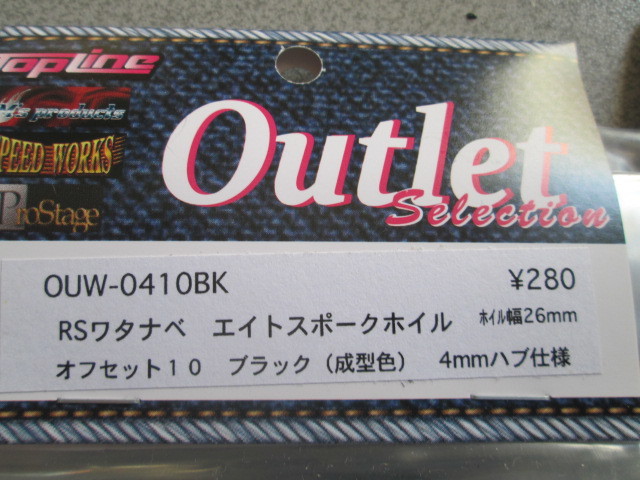 TOPLINE
's products
SPEED WORKS
ProStage
Outlet
Selection
OUW-0410BK ¥280
RSワタナベ エイトスポークホイル ホイル幅26mm
オフセット10 ブラック(成型色) 4mmハブ仕様